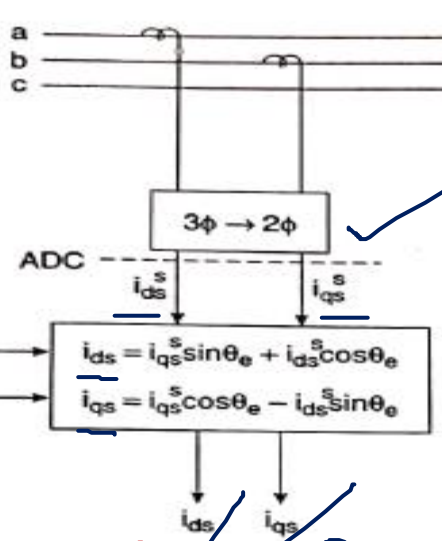 a
b
c
3ϕ → 2ϕ
ADC
i_ds^s i_qs^s
i_ds = i_qs^s sinθ_e + i_ds^s cosθ_e
i_qs = i_qs^s cosθ_e − i_ds^s sinθ_e
i_ds i_qs